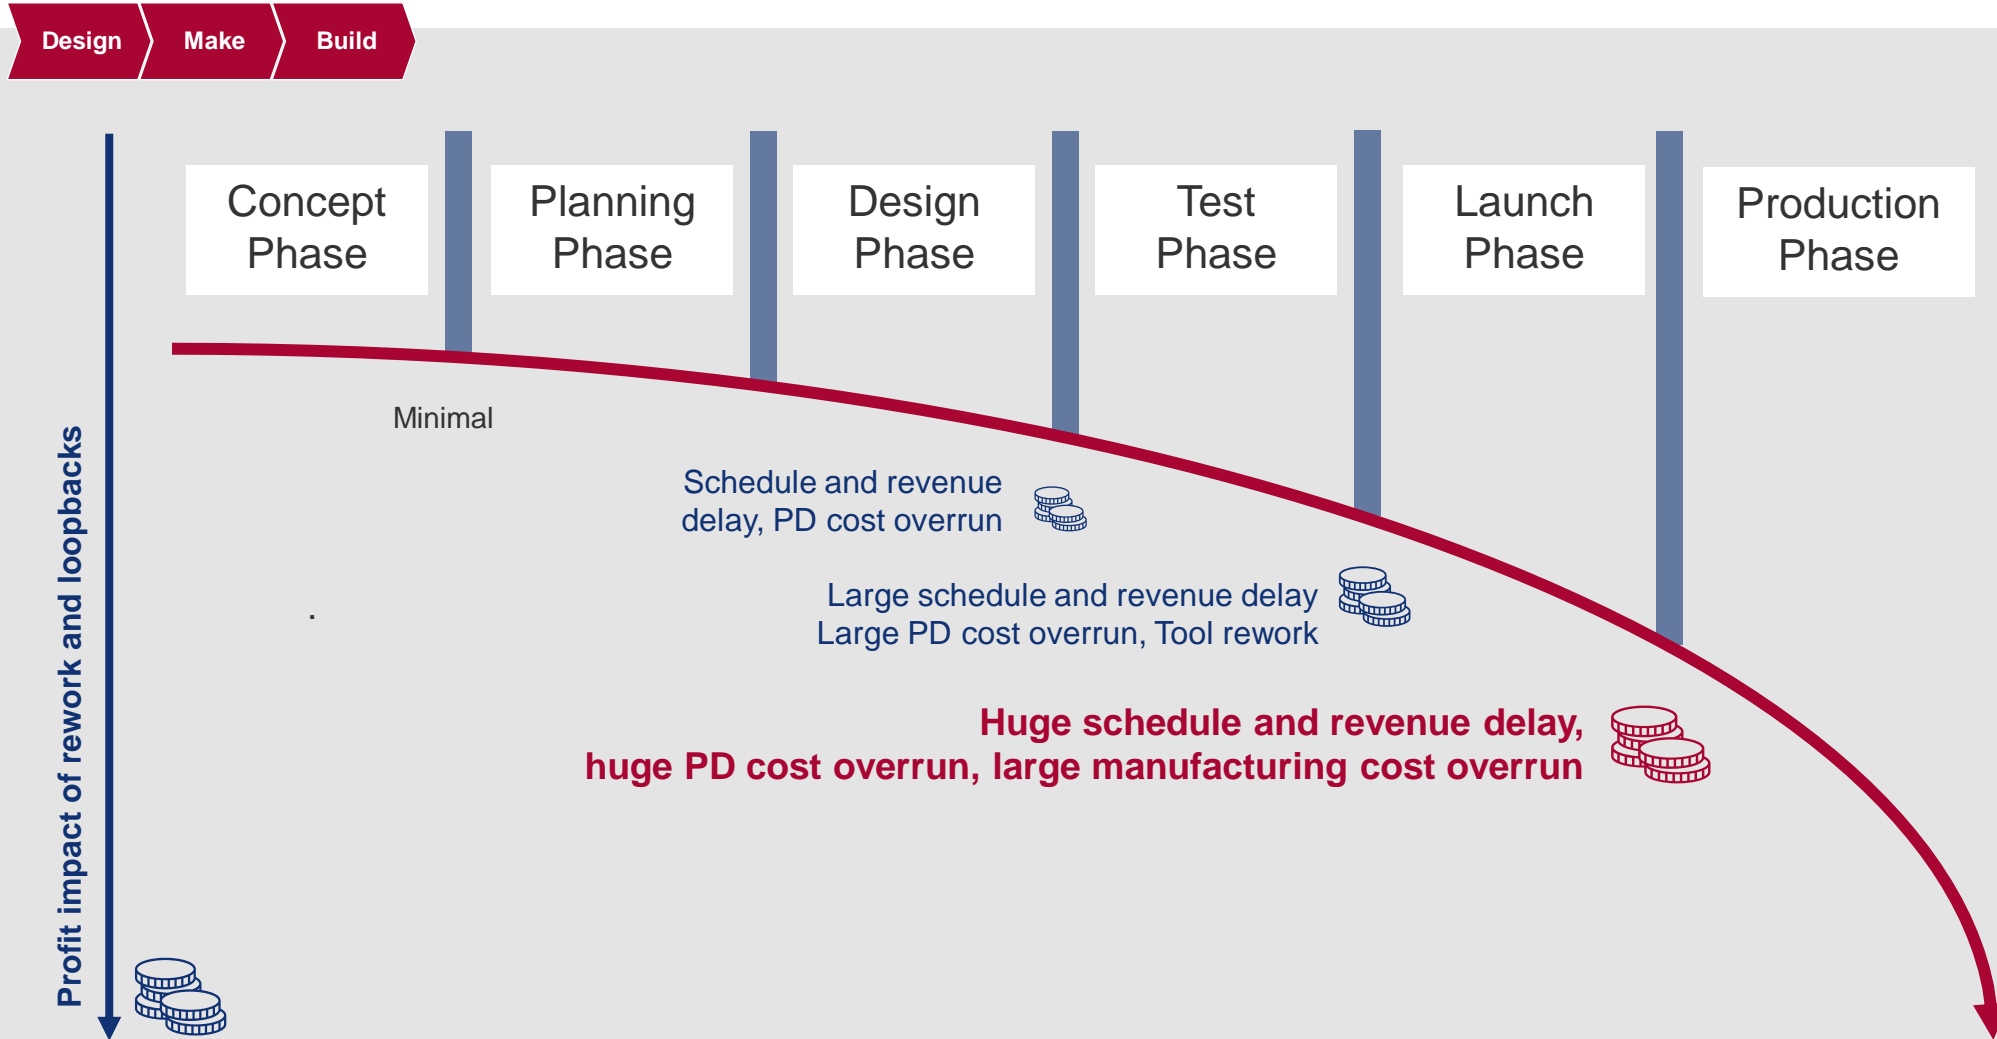 Design
Make
Build
Concept
Phase
Planning
Phase
Design
Phase
Test
Phase
Launch
Phase
Production
Phase
Profit impact of rework and loopbacks
Minimal
Schedule and revenue
delay, PD cost overrun
.
Large schedule and revenue delay
Large PD cost overrun, Tool rework
Huge schedule and revenue delay,
huge PD cost overrun, large manufacturing cost overrun